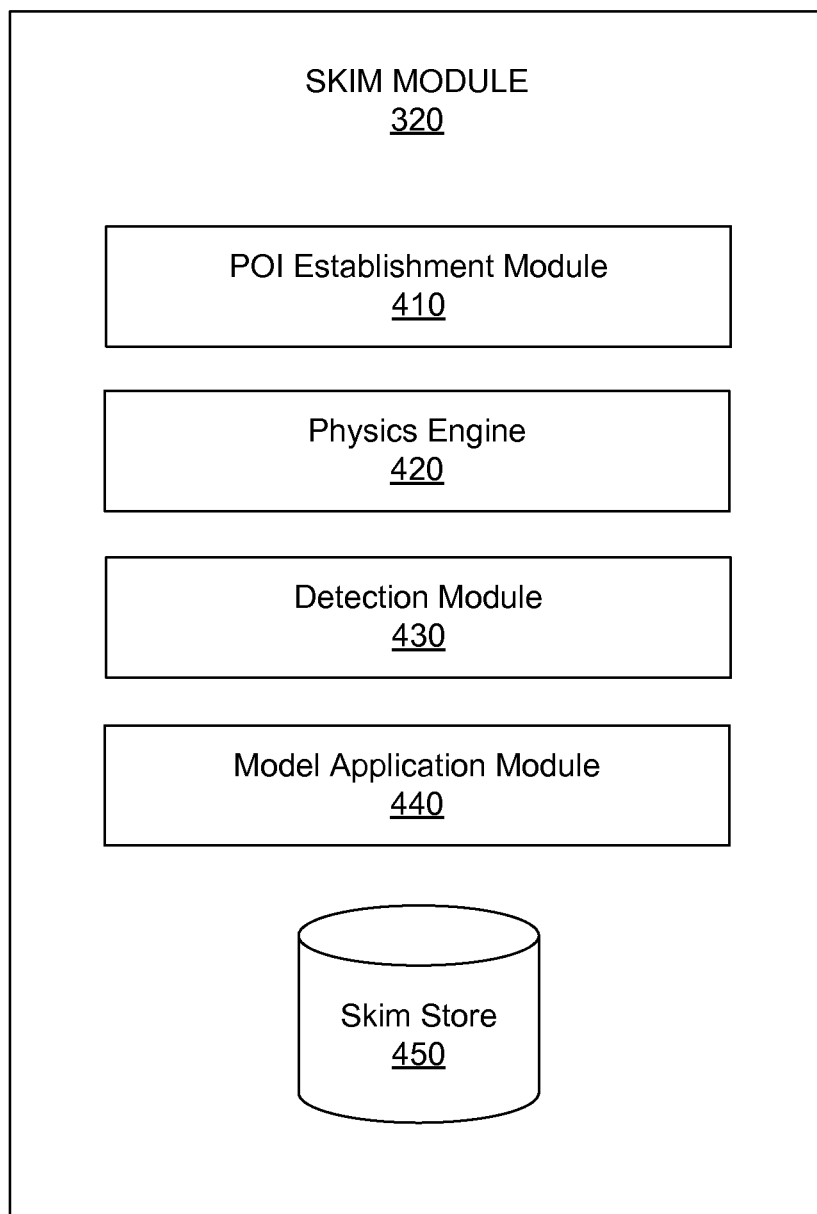 SKIM MODULE
320
POI Establishment Module
410
Physics Engine
420
Detection Module
430
Model Application Module
440
Skim Store
450